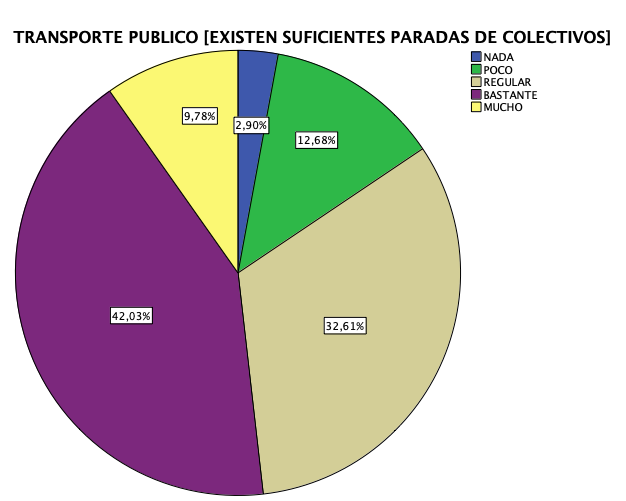 TRANSPORTE PUBLICO [EXISTEN SUFICIENTES PARADAS DE COLECTIVOS]
NADA
POCO
REGULAR
BASTANTE
MUCHO
9,78%
2,90%
12,68%
42,03%
32,61%